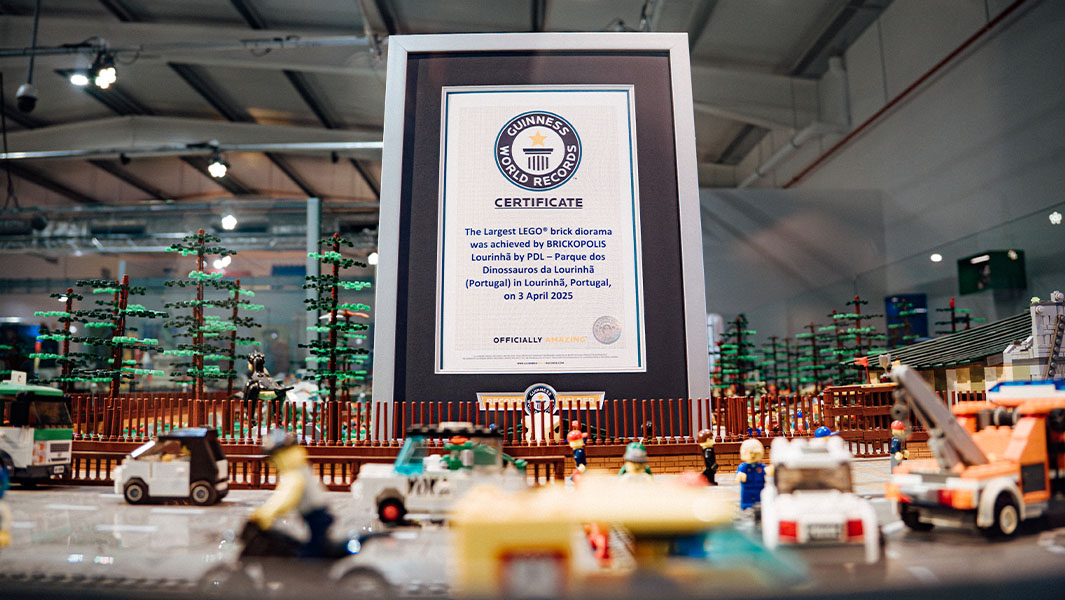 GUINNESS
WORLD RECORDS
CERTIFICATE
The Largest LEGO® brick diorama
was achieved by BRICKOPOLIS
Lourinhã by PDL – Parque dos
Dinossauros da Lourinhã
(Portugal) in Lourinhã, Portugal,
on 3 April 2025
OFFICIALLY AMAZING